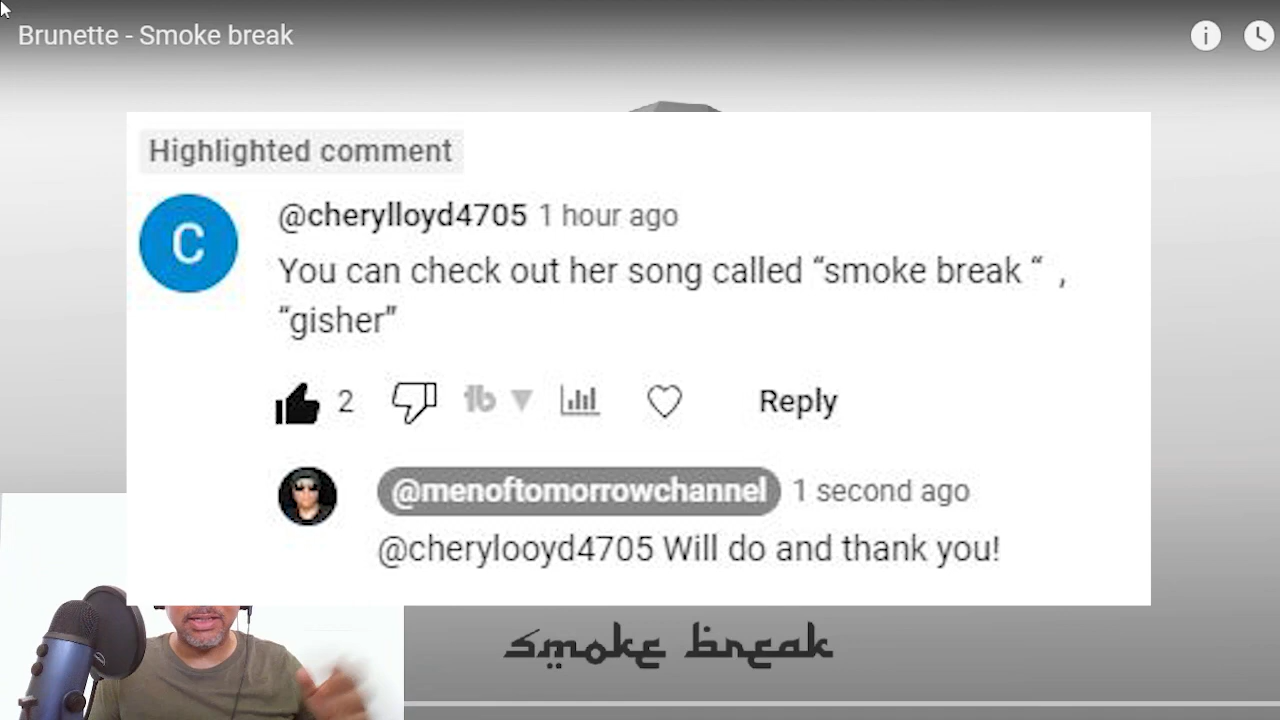 Brunette - Smoke break
Highlighted comment
C
@cherylloyd4705 1 hour ago
You can check out her song called “smoke break “ ,
“gisher”
2
Reply
@menoftomorrowchannel 1 second ago
@cherylooyd4705 Will do and thank you!
smoke break